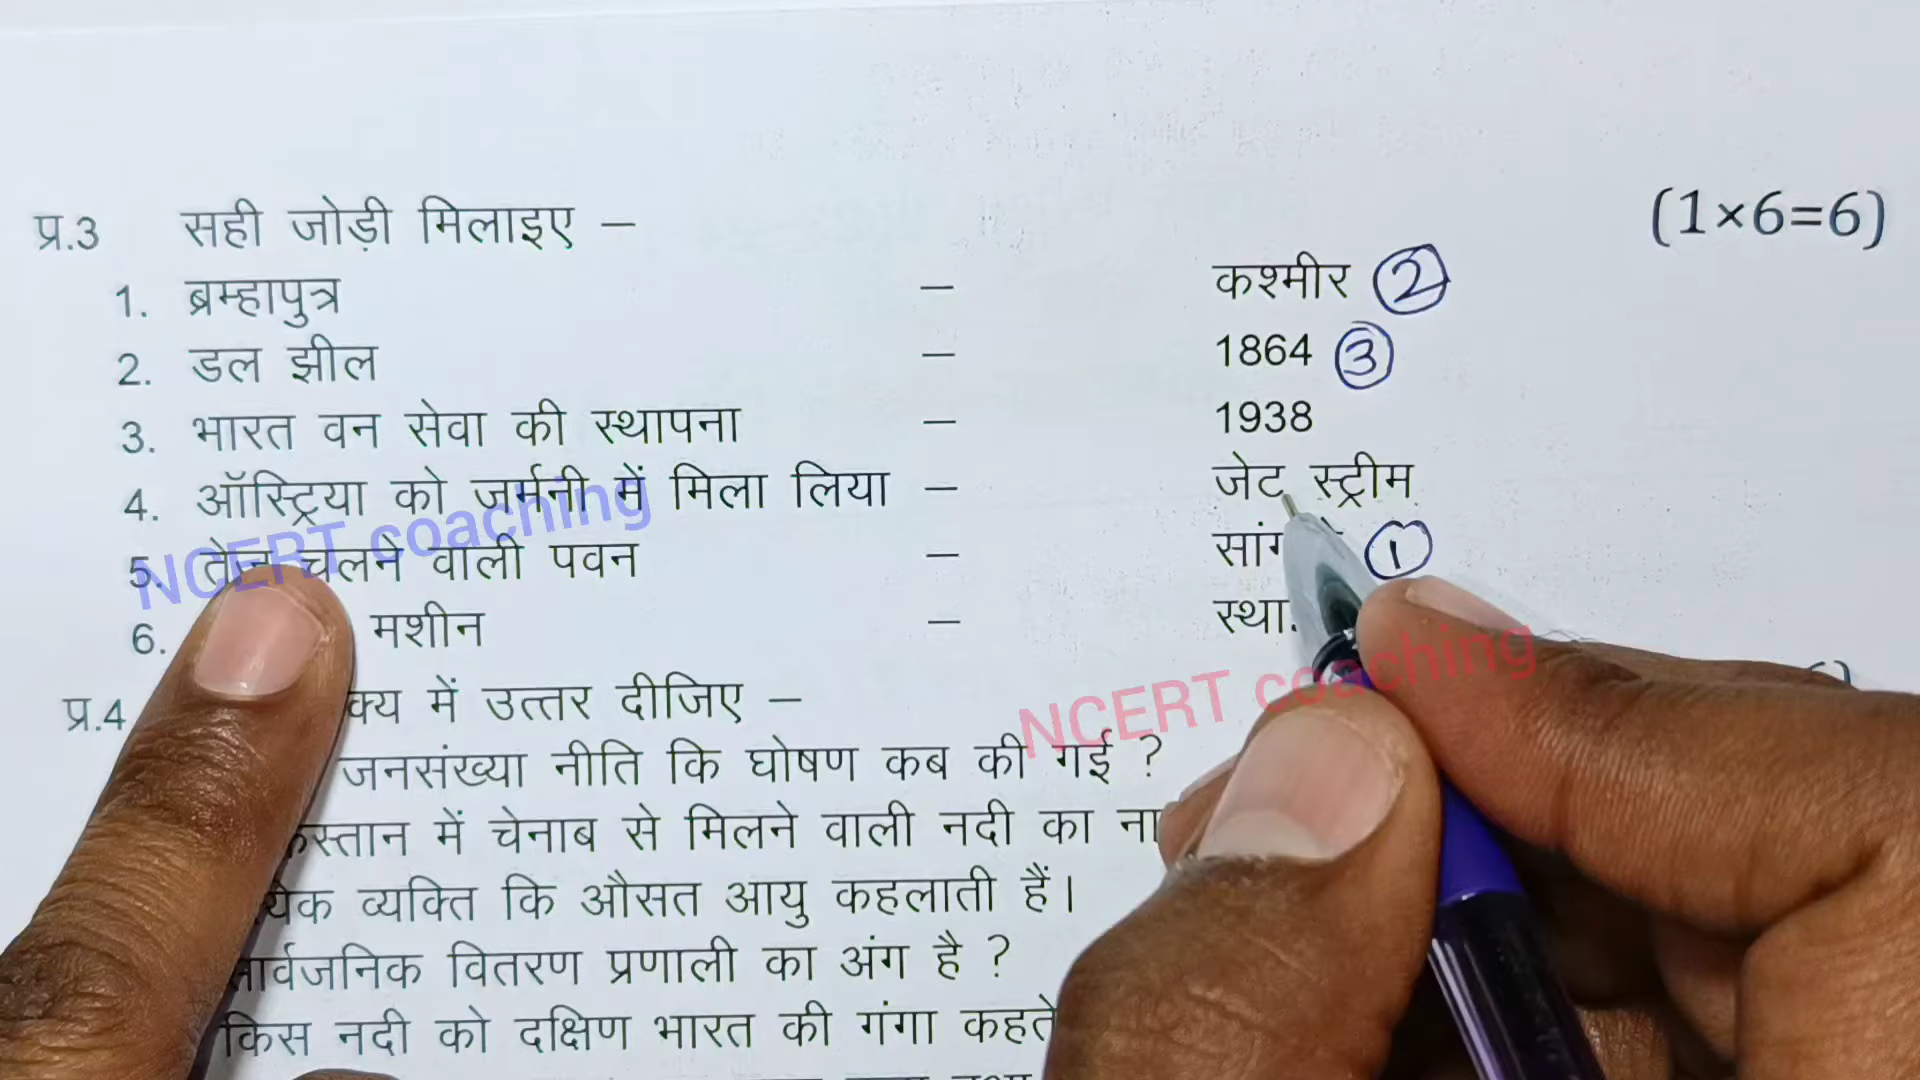 प्र.3 सही जोड़ी मिलाइए – (1×6=6)
1. ब्रम्हापुत्र – कश्मीर 2
2. डल झील – 1864 3
3. भारत वन सेवा की स्थापना – 1938
4. ऑस्ट्रिया को जर्मनी में मिला लिया – जेट स्ट्रीम
5. तेज चलने वाली पवन – 1
6. मशीन –
NCERT coaching
NCERT coaching
प्र.4 में उत्तर दीजिए –
जनसंख्या नीति कि घोषण कब की गई ?
में चेनाब से मिलने वाली नदी का
व्यक्ति कि औसत आयु कहलाती हैं।
वितरण प्रणाली का अंग है ?
किस नदी को दक्षिण भारत की गंगा कहते